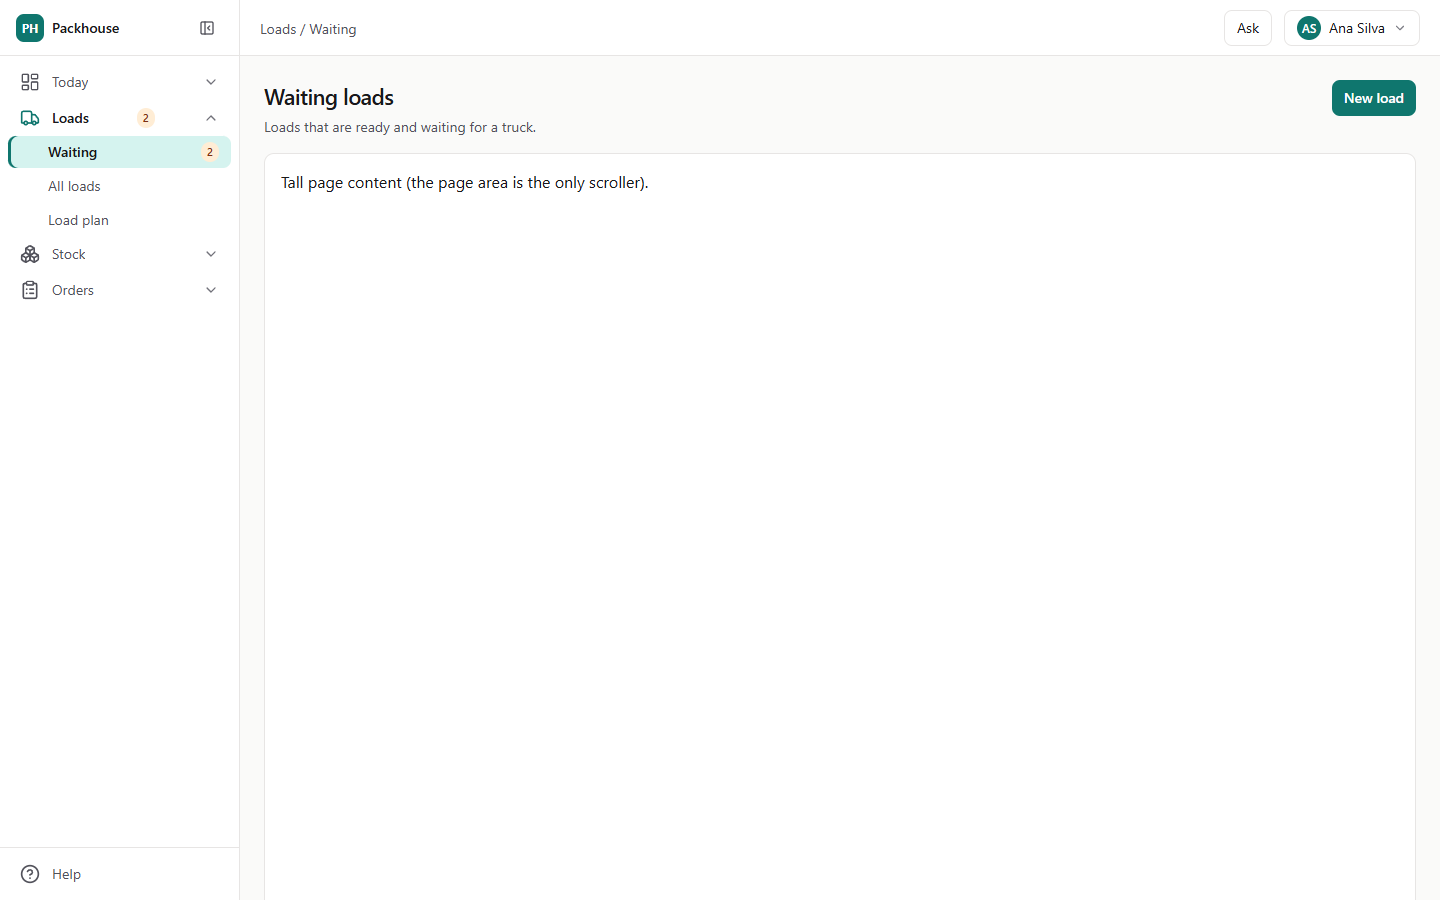 PH Packhouse
Loads / Waiting
Ask
AS Ana Silva
Today
Loads 2
Waiting 2
All loads
Load plan
Stock
Orders
Help
Waiting loads
New load
Loads that are ready and waiting for a truck.
Tall page content (the page area is the only scroller).